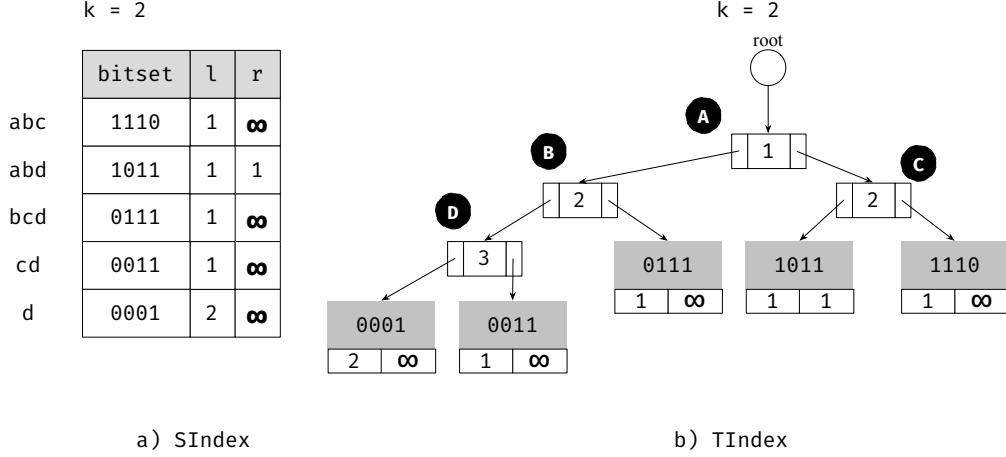 k = 2
bitset l r
abc 1110 1 ∞
abd 1011 1 1
bcd 0111 1 ∞
cd 0011 1 ∞
d 0001 2 ∞
a) SIndex
k = 2
root
A
1
B
C
2
2
D
3
0111
1011
1110
1 ∞
1 1
1 ∞
0001
0011
2 ∞
1 ∞
b) TIndex